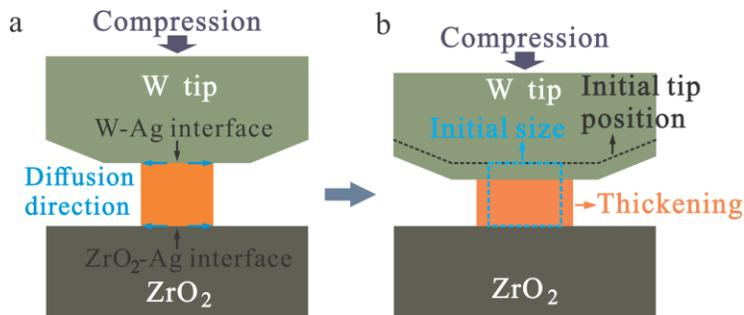 a
Compression
W tip
W-Ag interface
Diffusion
direction
ZrO₂-Ag interface
ZrO₂
b
Compression
W tip
Initial tip
position
Initial size
Thickening
ZrO₂